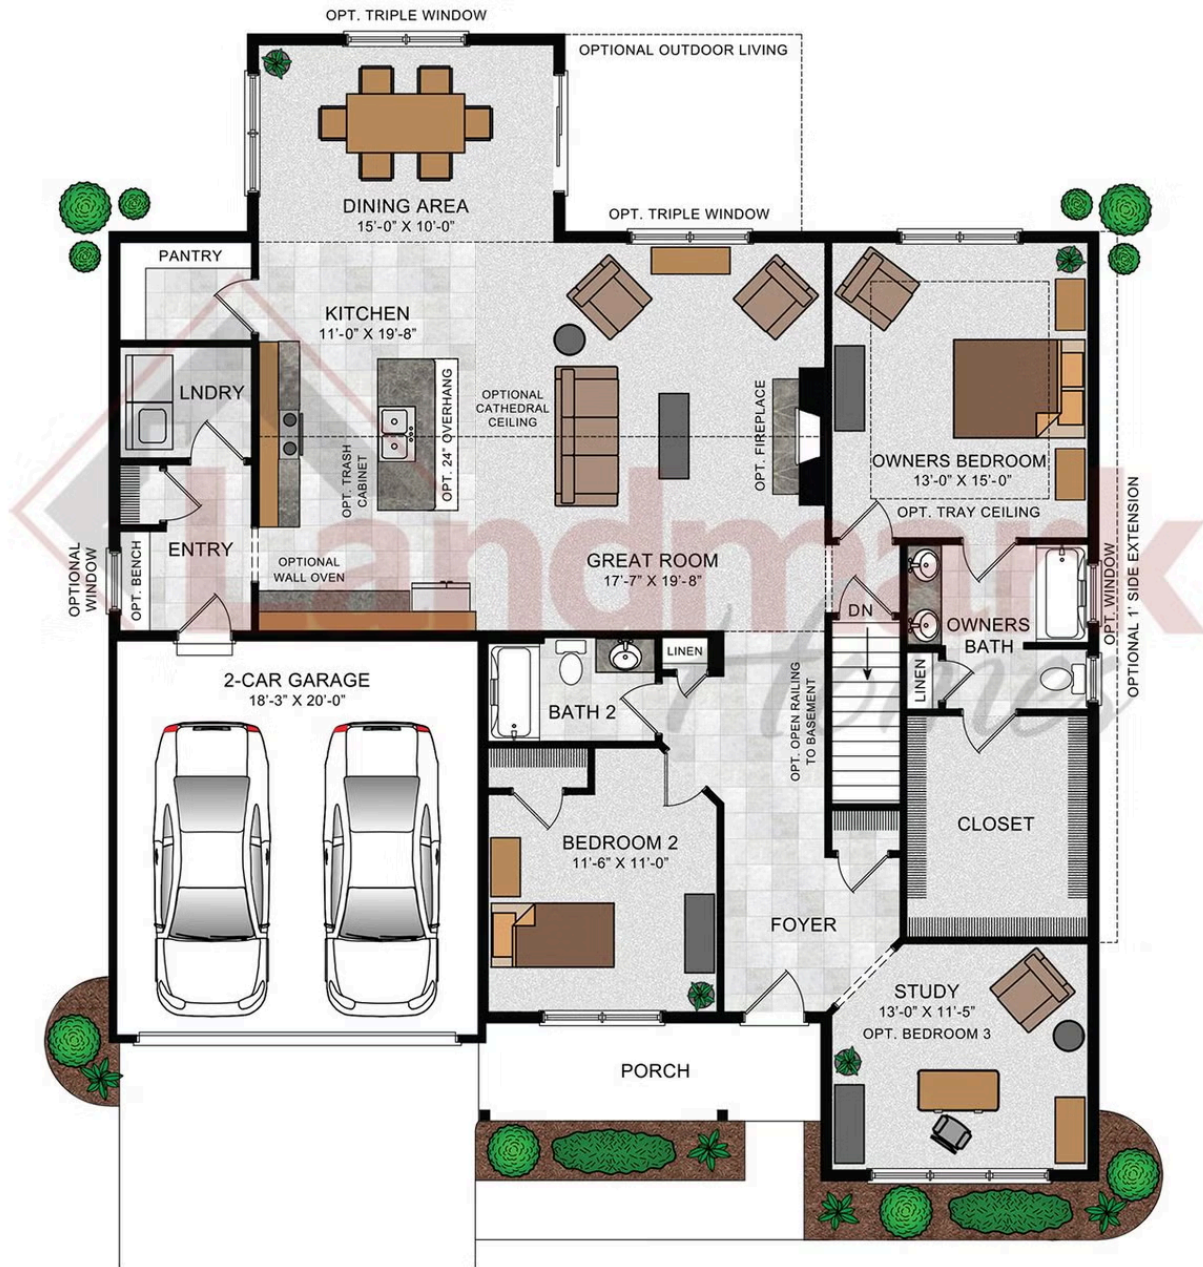 OPT. TRIPLE WINDOW
OPTIONAL OUTDOOR LIVING
DINING AREA
15'-0" X 10'-0"
OPT. TRIPLE WINDOW
PANTRY
KITCHEN
11'-0" X 19'-8"
LNDRY
OPTIONAL
CATHEDRAL
CEILING
OPT. 24" OVERHANG
OPT. TRASH
CABINET
OPT. FIREPLACE
OWNERS BEDROOM
13'-0" X 15'-0"
OPT. TRAY CEILING
OPTIONAL 1' SIDE EXTENSION
Landmark
Homes
ENTRY
OPTIONAL
WINDOW
OPT. BENCH
OPTIONAL
WALL OVEN
GREAT ROOM
17'-7" X 19'-8"
DN
OWNERS
BATH
OPT. WINDOW
LINEN
LINEN
2-CAR GARAGE
18'-3" X 20'-0"
BATH 2
OPT. OPEN RAILING
TO BASEMENT
BEDROOM 2
11'-6" X 11'-0"
CLOSET
FOYER
STUDY
13'-0" X 11'-5"
OPT. BEDROOM 3
PORCH